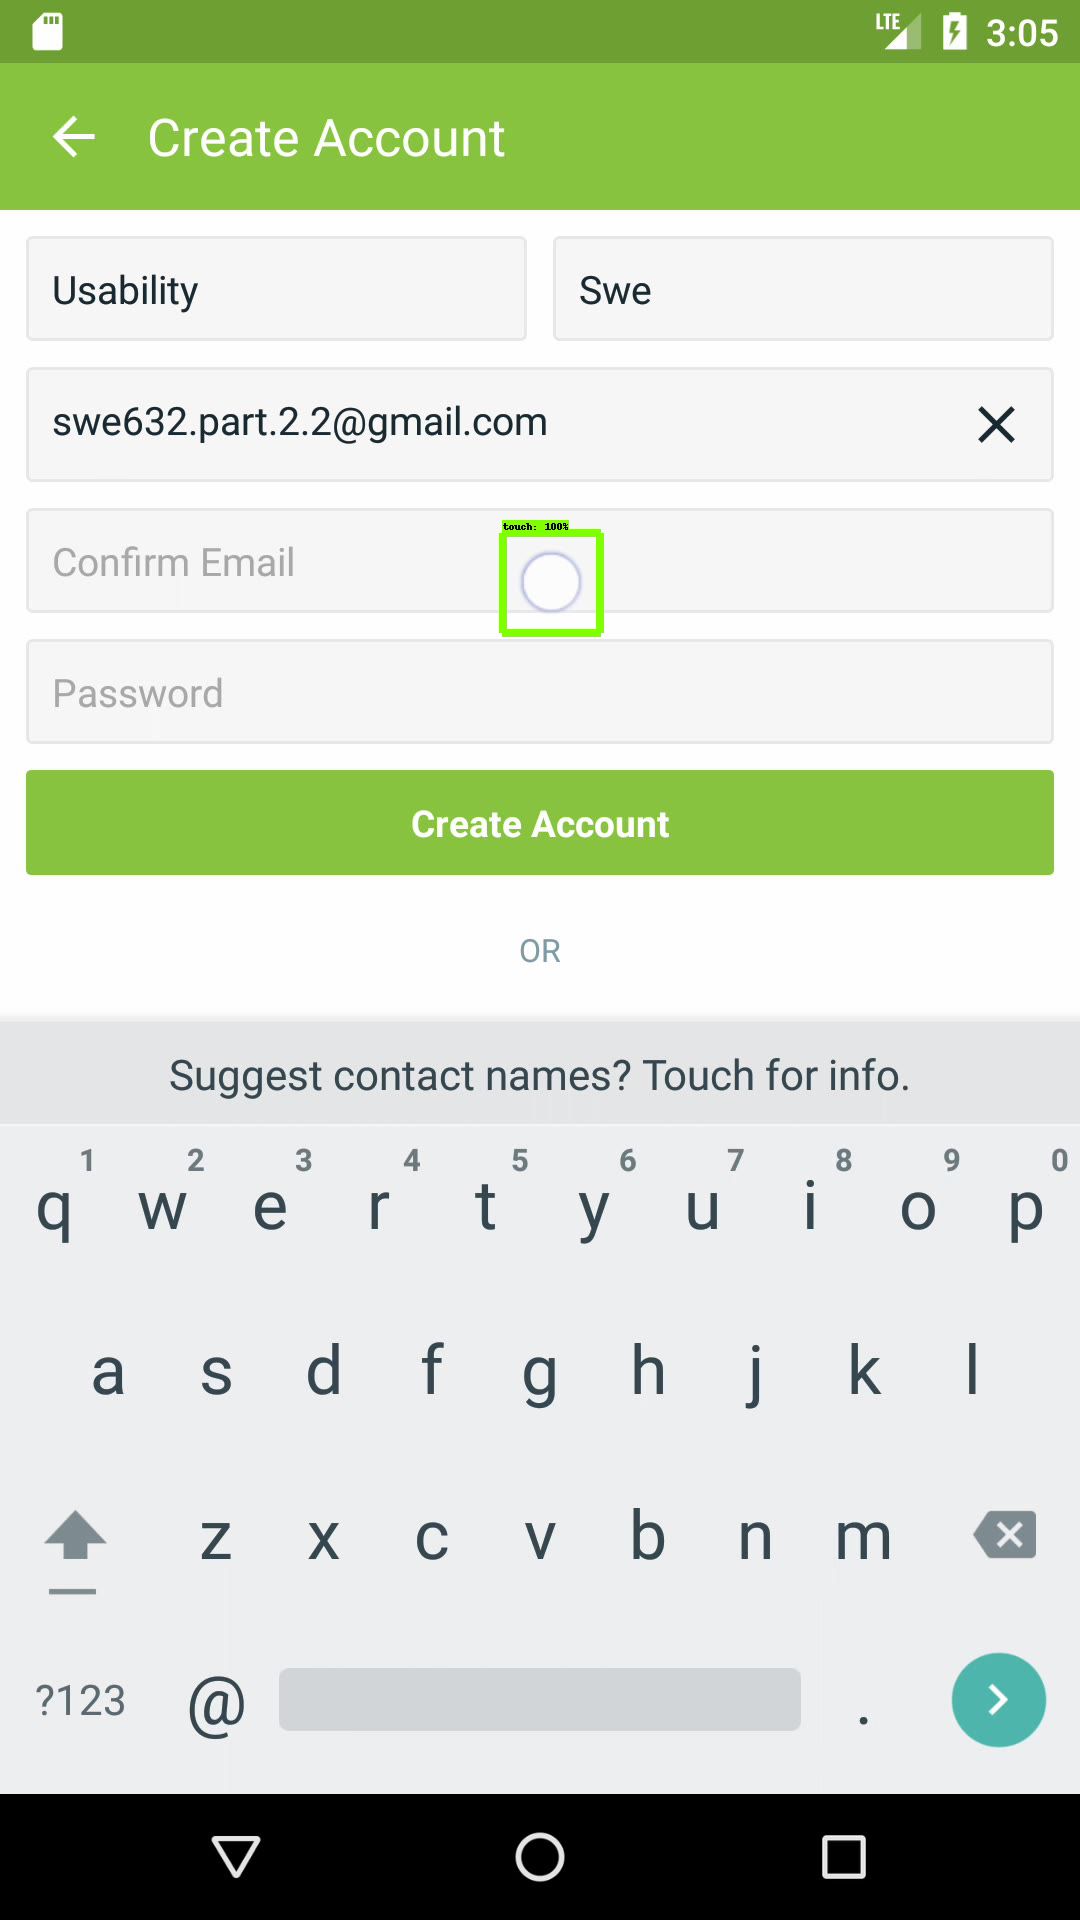 LTE 3:05
Create Account
Usability Swe
swe632.part.2.2@gmail.com
touch: 100%
Confirm Email
Password
Create Account
OR
Suggest contact names? Touch for info.
1 2 3 4 5 6 7 8 9 0
q w e r t y u i o p
a s d f g h j k l
z x c v b n m
?123 @ .